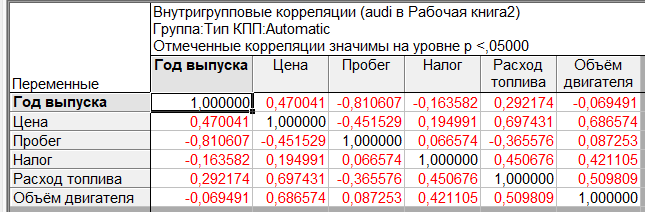 Внутригрупповые корреляции (audi в Рабочая книга2)
Группа:Тип КПП:Automatic
Отмеченные корреляции значимы на уровне p <,05000
Переменные Год выпуска Цена Пробег Налог Расход топлива Объём двигателя
Год выпуска 1,000000 0,470041 -0,810607 -0,163582 0,292174 -0,069491
Цена 0,470041 1,000000 -0,451529 0,194991 0,697431 0,686574
Пробег -0,810607 -0,451529 1,000000 0,066574 -0,365576 0,087253
Налог -0,163582 0,194991 0,066574 1,000000 0,450676 0,421105
Расход топлива 0,292174 0,697431 -0,365576 0,450676 1,000000 0,509809
Объём двигателя -0,069491 0,686574 0,087253 0,421105 0,509809 1,000000